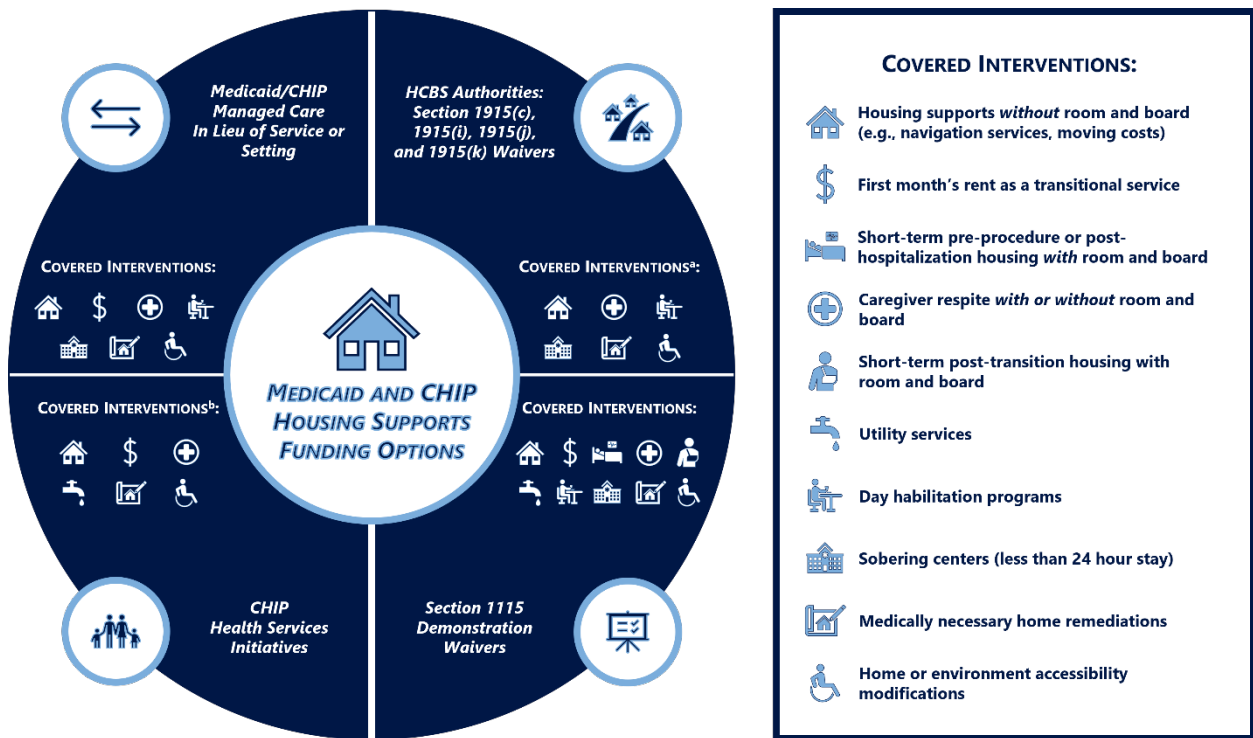 Medicaid/CHIP
Managed Care
In Lieu of Service or
Setting
HCBS Authorities:
Section 1915(c),
1915(i), 1915(j),
and 1915(k) Waivers
COVERED INTERVENTIONS:
COVERED INTERVENTIONSᵃ:
MEDICAID AND CHIP
HOUSING SUPPORTS
FUNDING OPTIONS
COVERED INTERVENTIONSᵇ:
COVERED INTERVENTIONS:
CHIP
Health Services
Initiatives
Section 1115
Demonstration
Waivers
COVERED INTERVENTIONS:
Housing supports without room and board
(e.g., navigation services, moving costs)
$ First month's rent as a transitional service
Short-term pre-procedure or post-
hospitalization housing with room and board
Caregiver respite with or without room and
board
Short-term post-transition housing with
room and board
Utility services
Day habilitation programs
Sobering centers (less than 24 hour stay)
Medically necessary home remediations
Home or environment accessibility
modifications